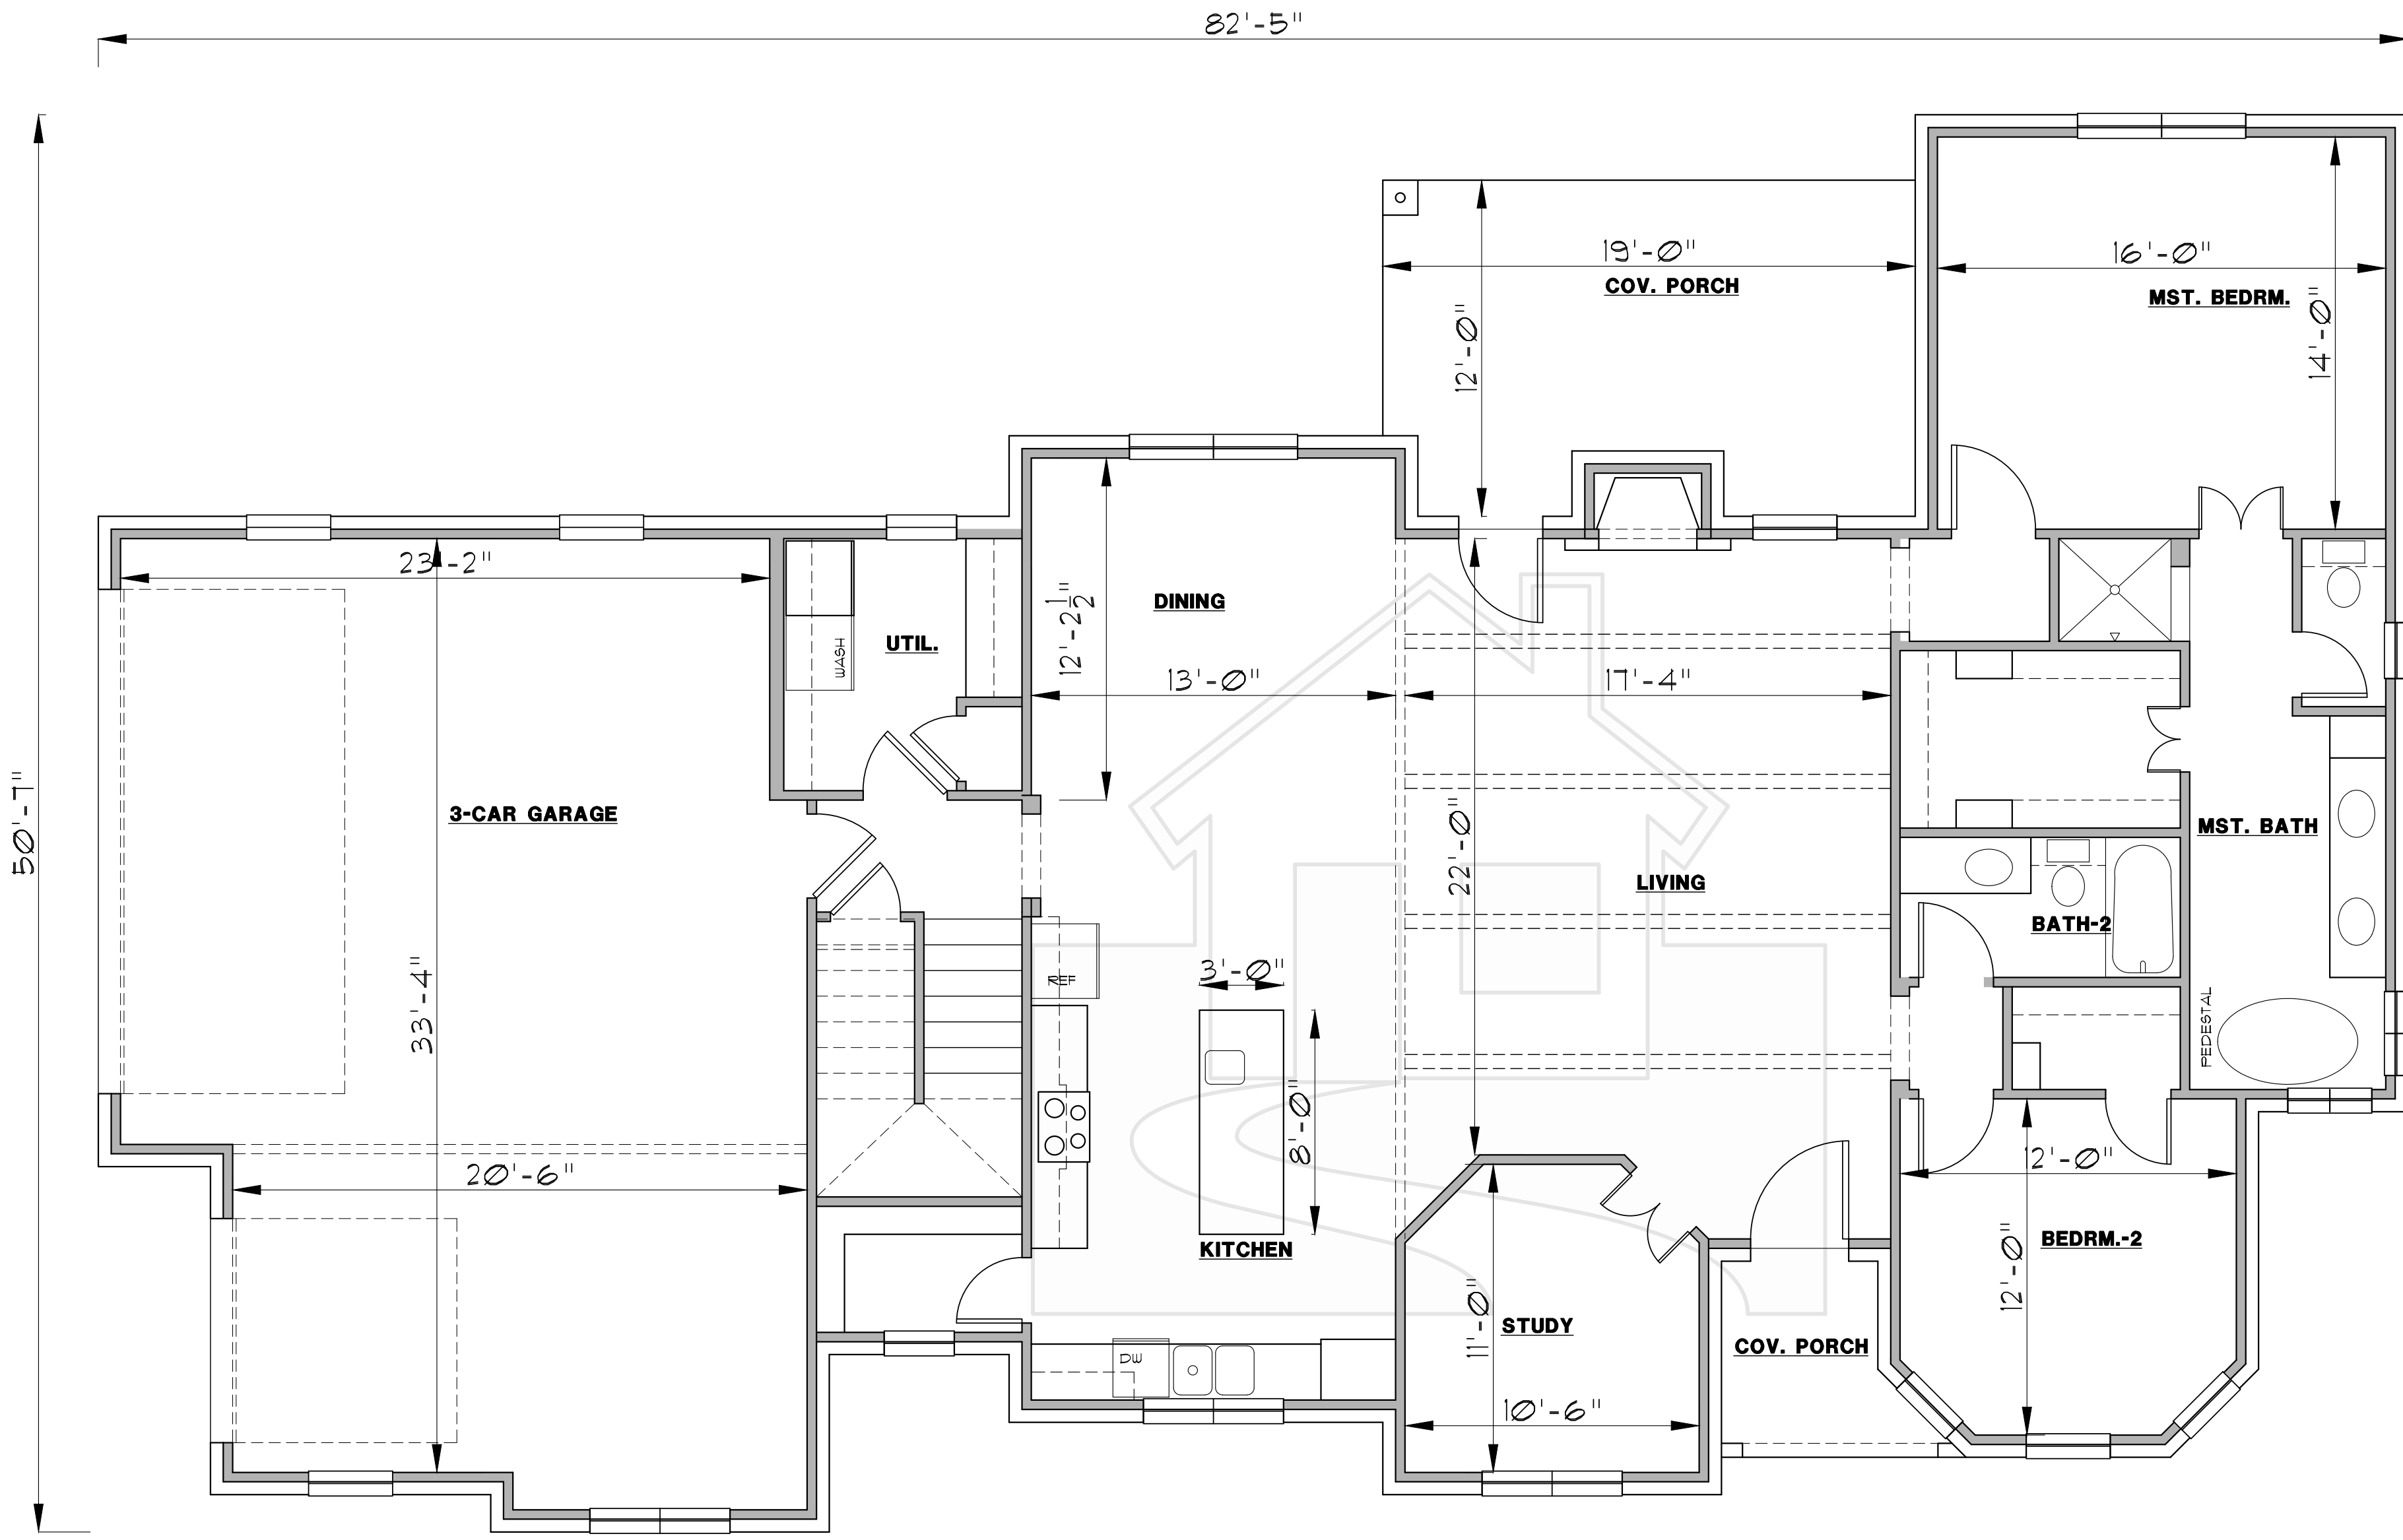 82'-5"
50'-7"
19'-0"
COV. PORCH
12'-0"
16'-0"
MST. BEDRM.
14'-0"
23'-2"
WASH
UTIL.
DINING
12'-2 1/2"
13'-0"
17'-4"
3-CAR GARAGE
33'-4"
22'-0"
LIVING
MST. BATH
BATH-2
REF
3'-0"
8'-0"
PEDESTAL
20'-6"
12'-0"
BEDRM.-2
12'-0"
KITCHEN
11'-0"
STUDY
COV. PORCH
DW
10'-6"